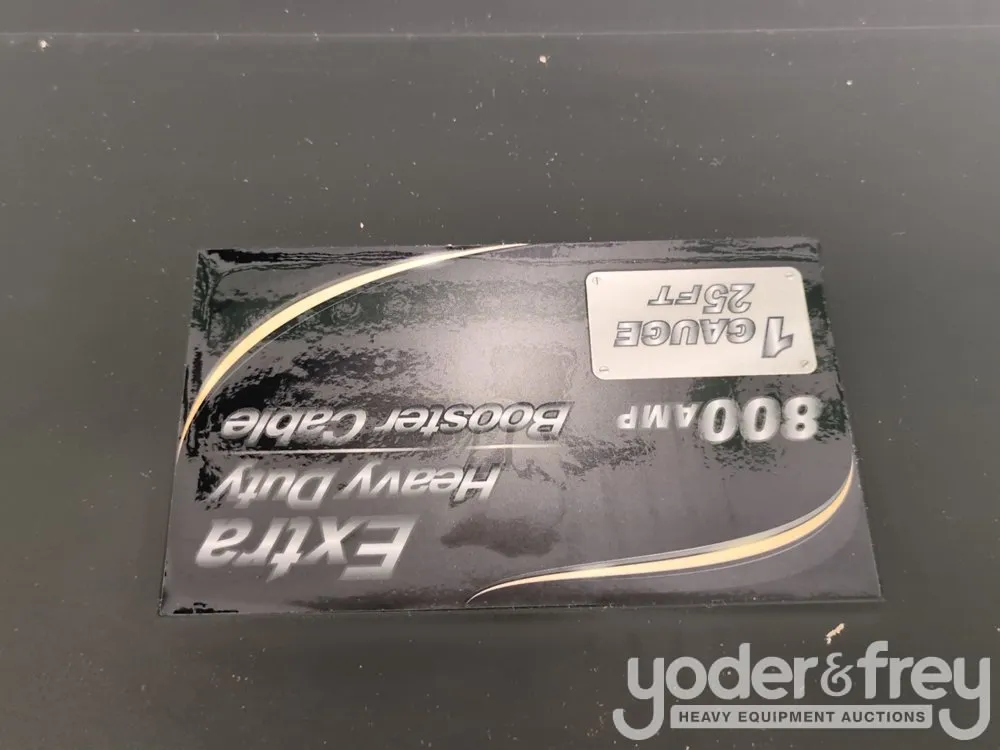 Extra
Heavy Duty
Booster Cable
800AMP
1 GAUGE
25FT
yoder&frey
HEAVY EQUIPMENT AUCTIONS